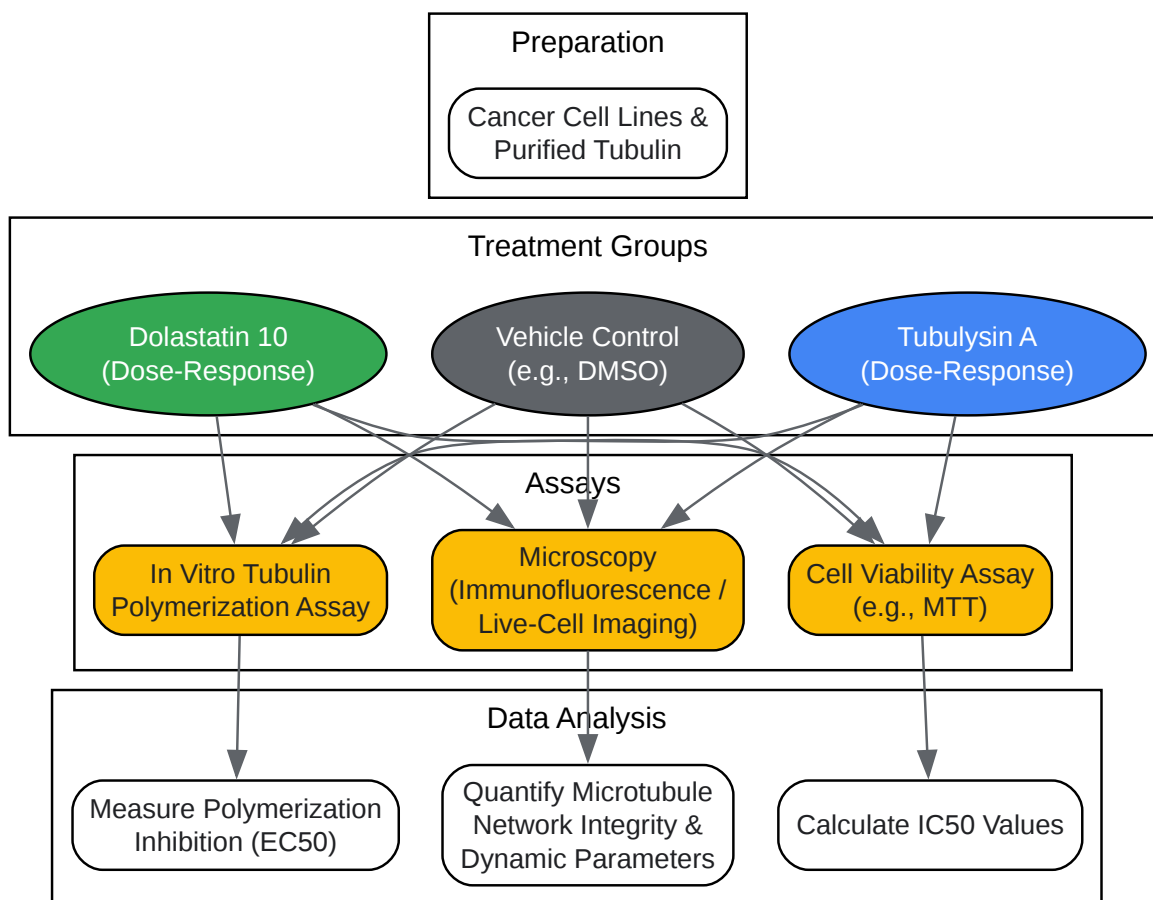 Preparation
Cancer Cell Lines &
Purified Tubulin
Treatment Groups
Dolastatin 10
(Dose-Response)
Vehicle Control
(e.g., DMSO)
Tubulysin A
(Dose-Response)
Assays
In Vitro Tubulin
Polymerization Assay
Microscopy
(Immunofluorescence /
Live-Cell Imaging)
Cell Viability Assay
(e.g., MTT)
Data Analysis
Measure Polymerization
Inhibition (EC50)
Quantify Microtubule
Network Integrity &
Dynamic Parameters
Calculate IC50 Values